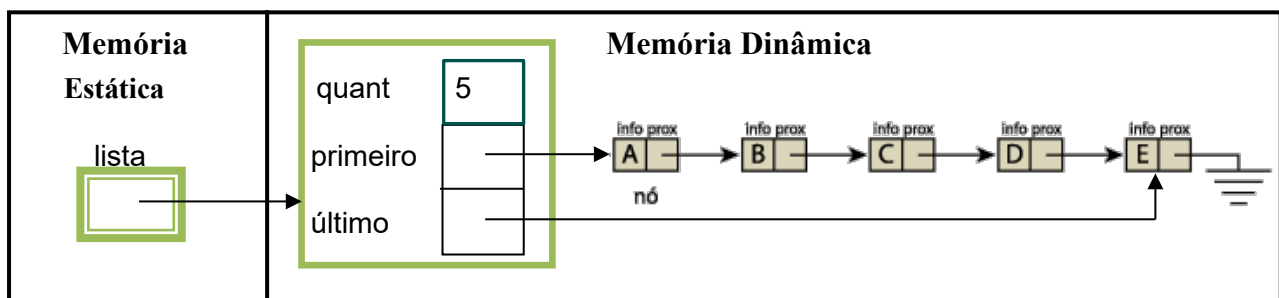 Memória
Estática
lista
Memória Dinâmica
quant 5
primeiro
último
info prox info prox info prox info prox info prox
A B C D E
nó